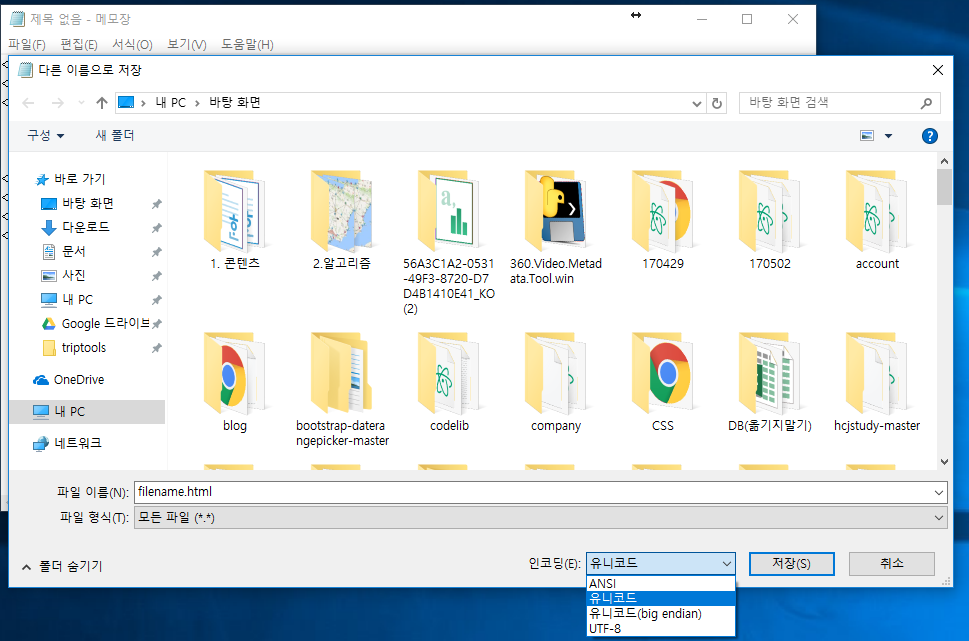 제목 없음 - 메모장
파일(F) 편집(E) 서식(O) 보기(V) 도움말(H)
다른 이름으로 저장
내 PC > 바탕 화면
바탕 화면 검색
구성 새 폴더
바로 가기
바탕 화면
다운로드
문서
사진
내 PC
Google 드라이브
triptools
OneDrive
내 PC
네트워크
1. 콘텐츠
2.알고리즘
56A3C1A2-0531
-49F3-8720-D7
D4B1410E41_KO
(2)
360.Video.Metad
ata.Tool.win
170429
170502
account
blog
bootstrap-datera
ngepicker-master
codelib
company
CSS
DB(옮기지말기)
hcjstudy-master
파일 이름(N): filename.html
파일 형식(T): 모든 파일 (*.*)
폴더 숨기기
인코딩(E): 유니코드
저장(S)
취소
ANSI
유니코드
유니코드(big endian)
UTF-8